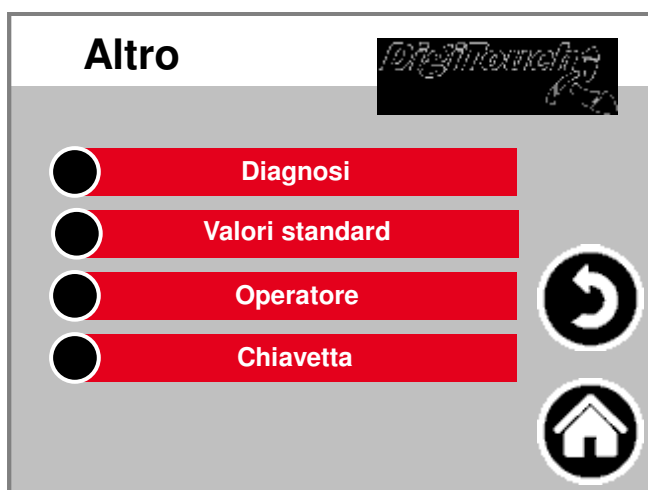 Altro
DigiTouch
Diagnosi
Valori standard
Operatore
Chiavetta